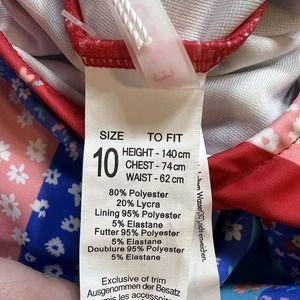 SIZE TO FIT
10
HEIGHT - 140 cm
CHEST - 74 cm
WAIST - 62 cm
80% Polyester
20% Lycra
Lining 95% Polyester
5% Elastane
Futter 95% Polyester
5% Elastane
Doublure 95% Polyester
5% Elastane
Exclusive of trim
Ausgenommen der Besatz
les accessoires